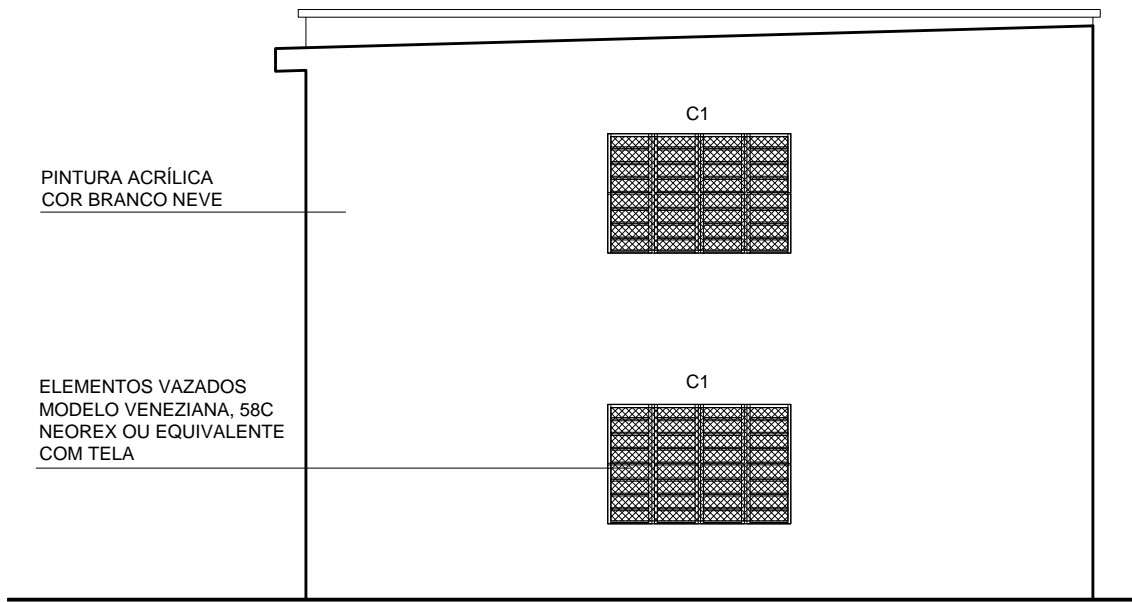 C1
PINTURA ACRÍLICA
COR BRANCO NEVE
C1
ELEMENTOS VAZADOS
MODELO VENEZIANA, 58C
NEOREX OU EQUIVALENTE
COM TELA